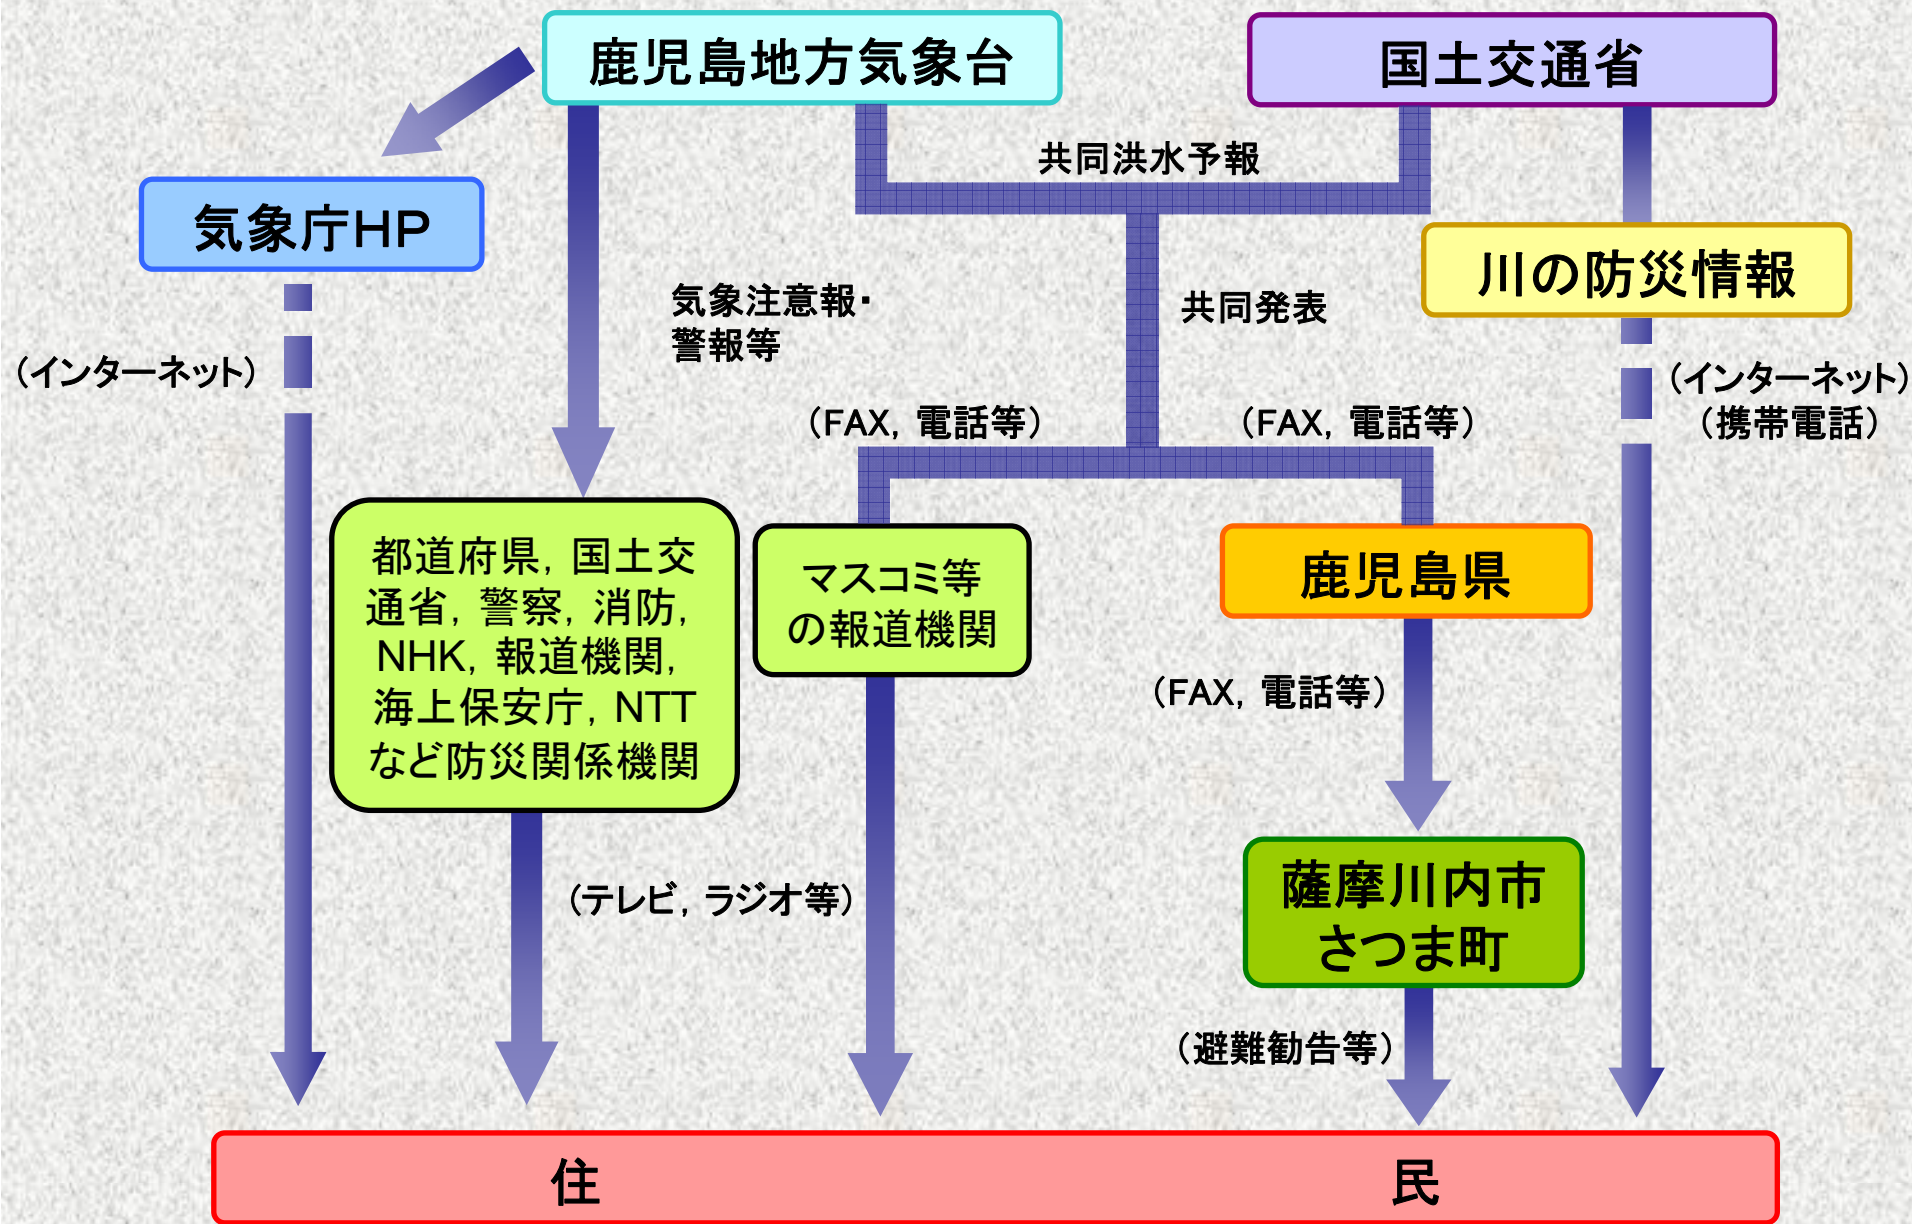 鹿児島地方気象台
国土交通省
共同洪水予報
気象庁HP
川の防災情報
気象注意報・
警報等
共同発表
（インターネット）
（インターネット）
（携帯電話）
（FAX，電話等）
（FAX，電話等）
都道府県，国土交
通省，警察，消防，
NHK，報道機関，
海上保安庁，NTT
など防災関係機関
マスコミ等
の報道機関
鹿児島県
（FAX，電話等）
薩摩川内市
さつま町
（テレビ，ラジオ等）
（避難勧告等）
住　民